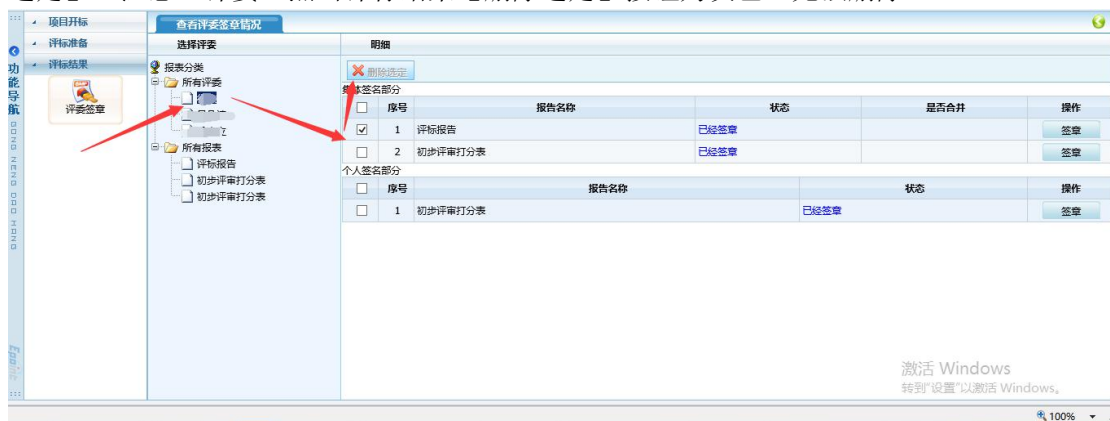 项目开标
查看评委签章情况
评标准备
选择评委
明细
评标结果
功能导航
报表分类
删除选定
所有评委
集体签名部分
评委签章
序号
报告名称
状态
是否合并
操作
1
评标报告
已经签章
签章
所有报表
2
初步评审打分表
已经签章
签章
评标报告
个人签名部分
初步评审打分表
序号
报告名称
状态
操作
初步评审打分表
1
初步评审打分表
已经签章
签章
激活 Windows
转到"设置"以激活 Windows。
100%